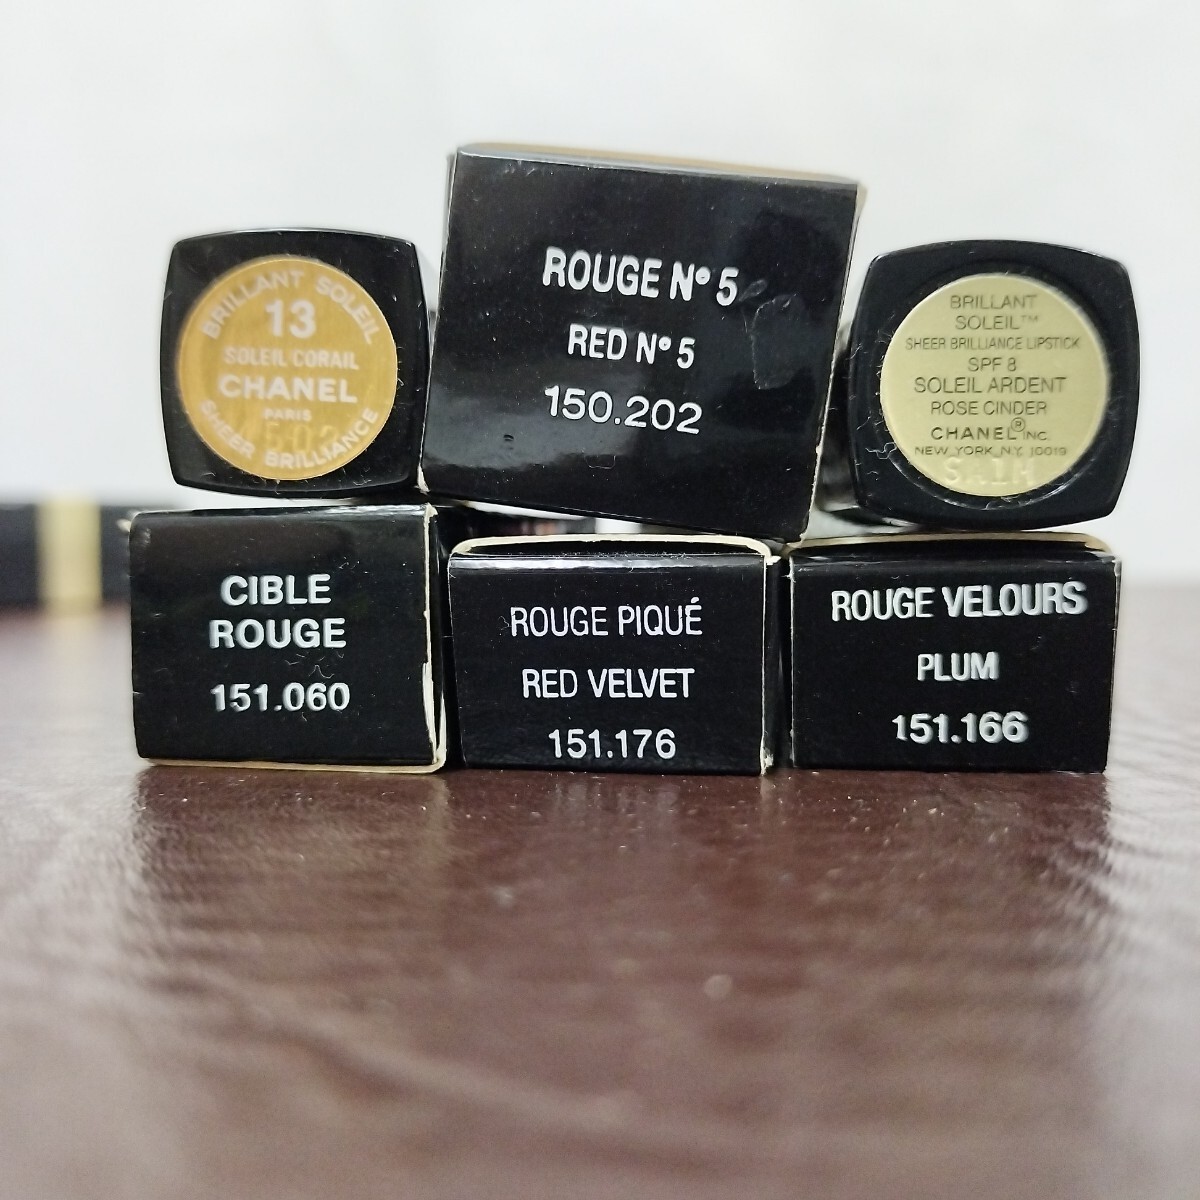 BRILLANT SOLEIL
13
SOLEIL CORAIL
CHANEL
PARIS
SHEER BRILLIANCE
ROUGE N° 5
RED N° 5
150.202
BRILLANT
SOLEIL™
SHEER BRILLIANCE LIPSTICK
SPF 8
SOLEIL ARDENT
ROSE CINDER
CHANEL® INC.
NEW YORK, N.Y. 10019
CIBLE
ROUGE
151.060
ROUGE PIQUÉ
RED VELVET
151.176
ROUGE VELOURS
PLUM
151.166